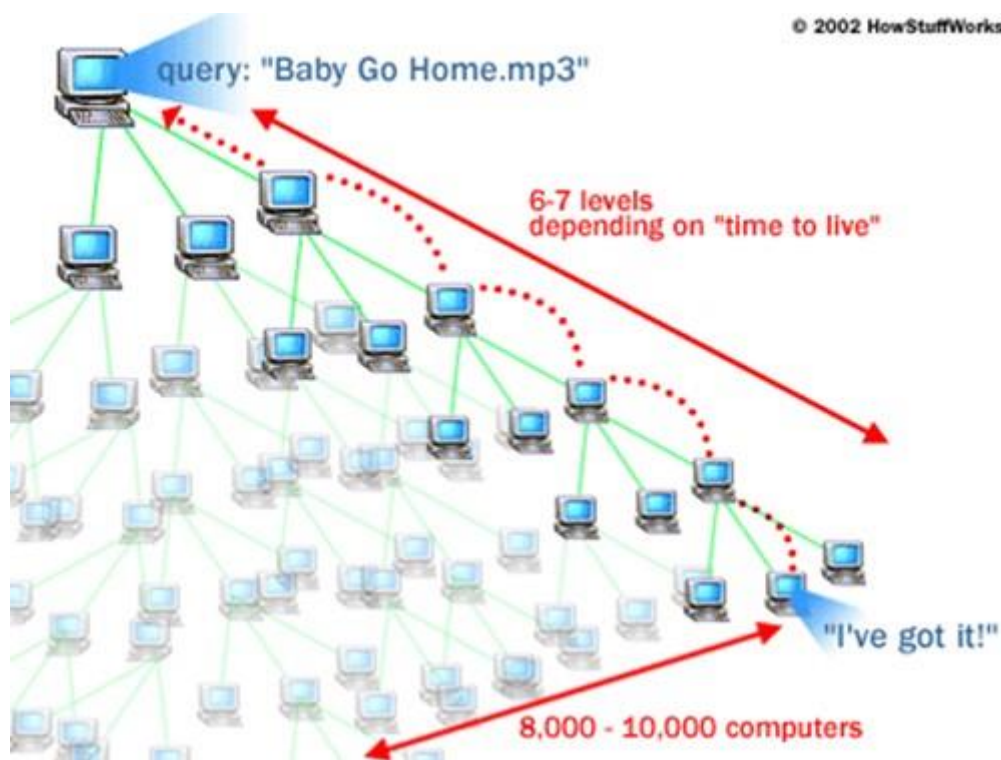 © 2002 HowStuffWorks
query: "Baby Go Home.mp3"
6-7 levels
depending on "time to live"
"I've got it!"
8,000 - 10,000 computers